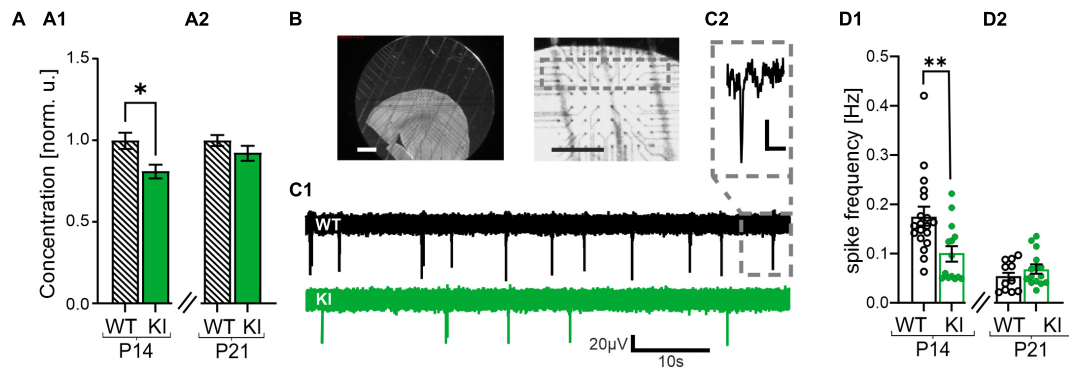 A A1 A2 B C2 D1 D2
Concentration [norm. u.]
1.5
1.0
0.5
0.0
*
WT KI
P14
WT KI
P21
C1
WT
KI
20µV
10s
spike frequency [Hz]
0.5
0.4
0.3
0.2
0.1
0.0
**
WT KI
P14
WT KI
P21